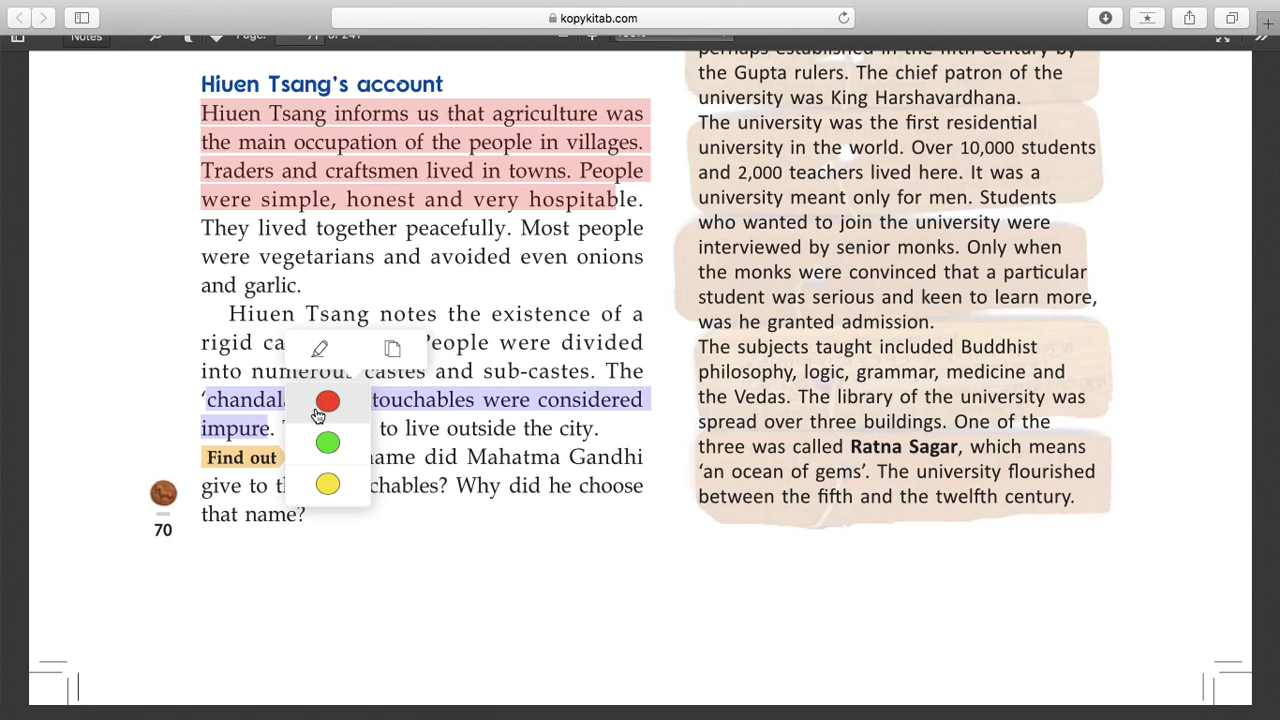 kopykitab.com
Notes
Page:
71 of 241
perhaps established in the fifth century by
the Gupta rulers. The chief patron of the
university was King Harshavardhana.
The university was the first residential
university in the world. Over 10,000 students
and 2,000 teachers lived here. It was a
university meant only for men. Students
who wanted to join the university were
interviewed by senior monks. Only when
the monks were convinced that a particular
student was serious and keen to learn more,
was he granted admission.
The subjects taught included Buddhist
philosophy, logic, grammar, medicine and
the Vedas. The library of the university was
spread over three buildings. One of the
three was called Ratna Sagar, which means
‘an ocean of gems’. The university flourished
between the fifth and the twelfth century.
Hiuen Tsang’s account
Hiuen Tsang informs us that agriculture was
the main occupation of the people in villages.
Traders and craftsmen lived in towns. People
were simple, honest and very hospitable.
They lived together peacefully. Most people
were vegetarians and avoided even onions
and garlic.
Hiuen Tsang notes the existence of a
rigid People were divided
into numerous castes and sub-castes. The
‘chandala touchables were considered
impure. to live outside the city.
Find out name did Mahatma Gandhi
give to touchables? Why did he choose
that name?
70